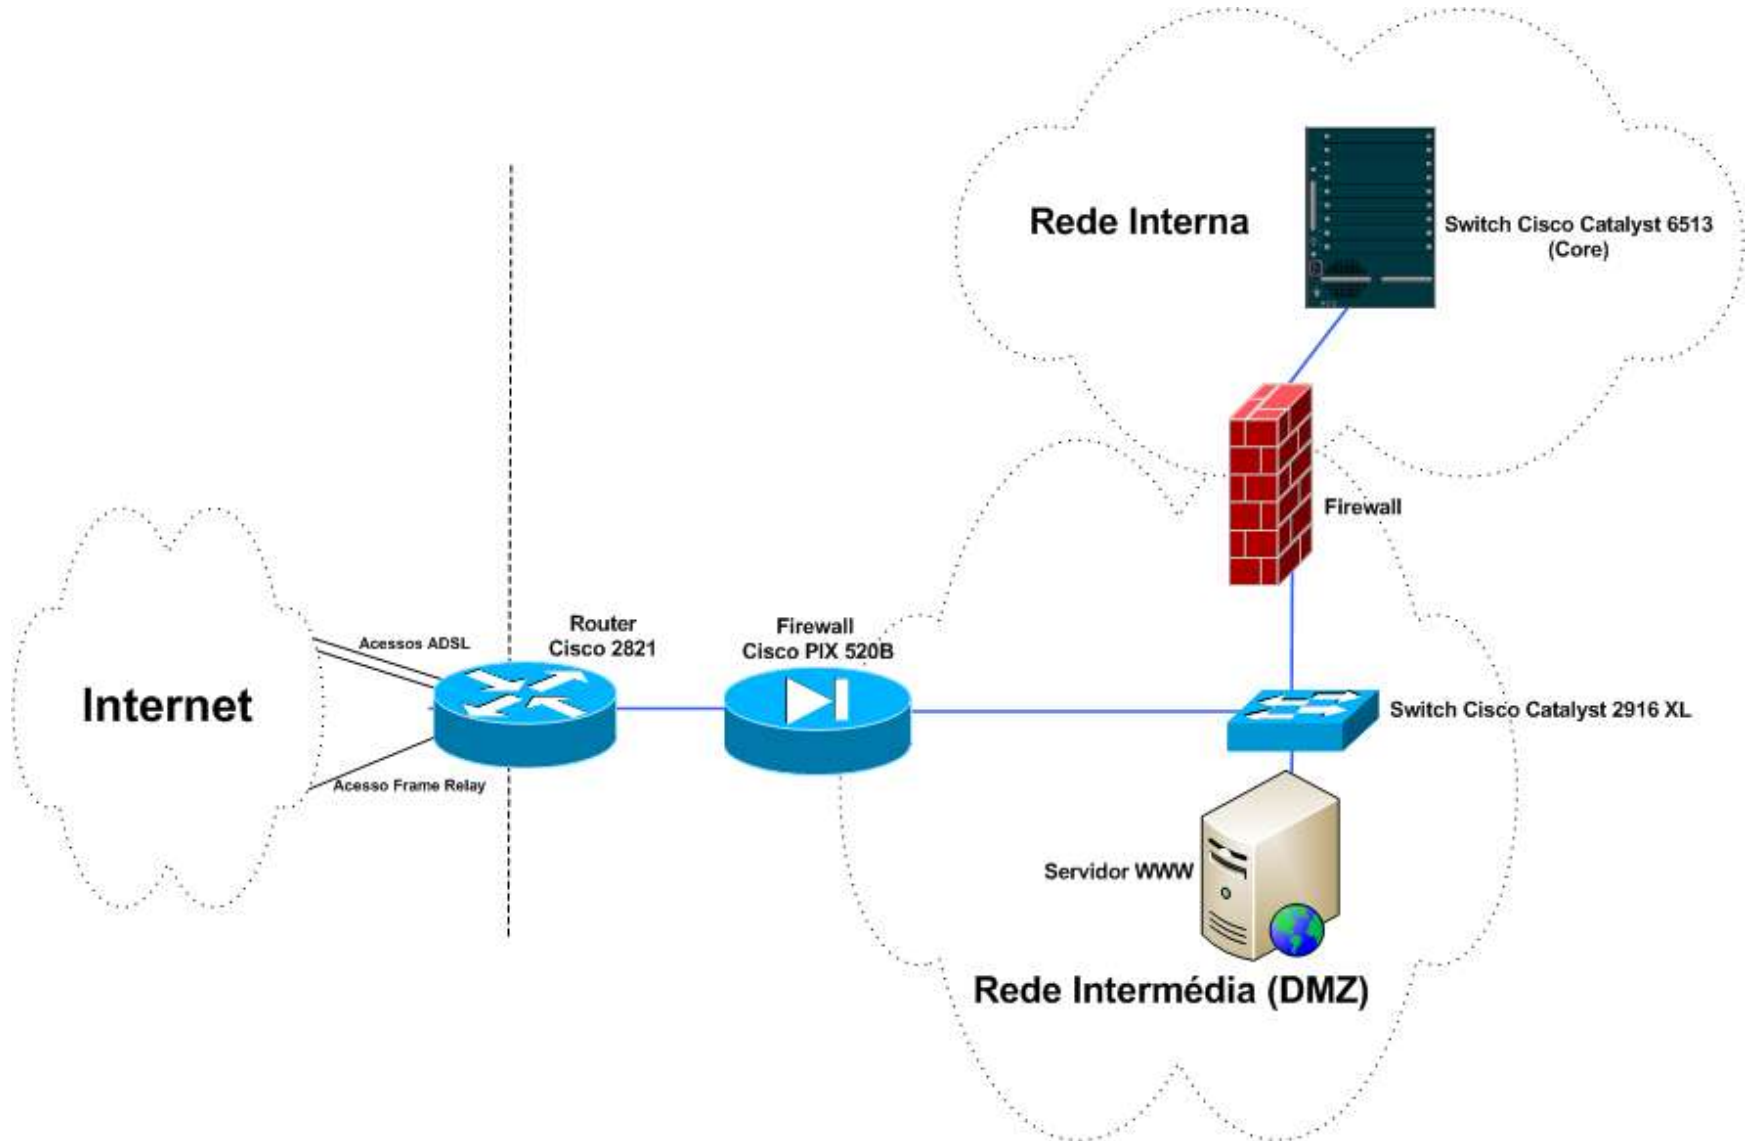 Rede Interna
Switch Cisco Catalyst 6513
(Core)
Firewall
Router
Cisco 2821
Firewall
Cisco PIX 520B
Acessos ADSL
Internet
Switch Cisco Catalyst 2916 XL
Acesso Frame Relay
Servidor WWW
Rede Intermédia (DMZ)